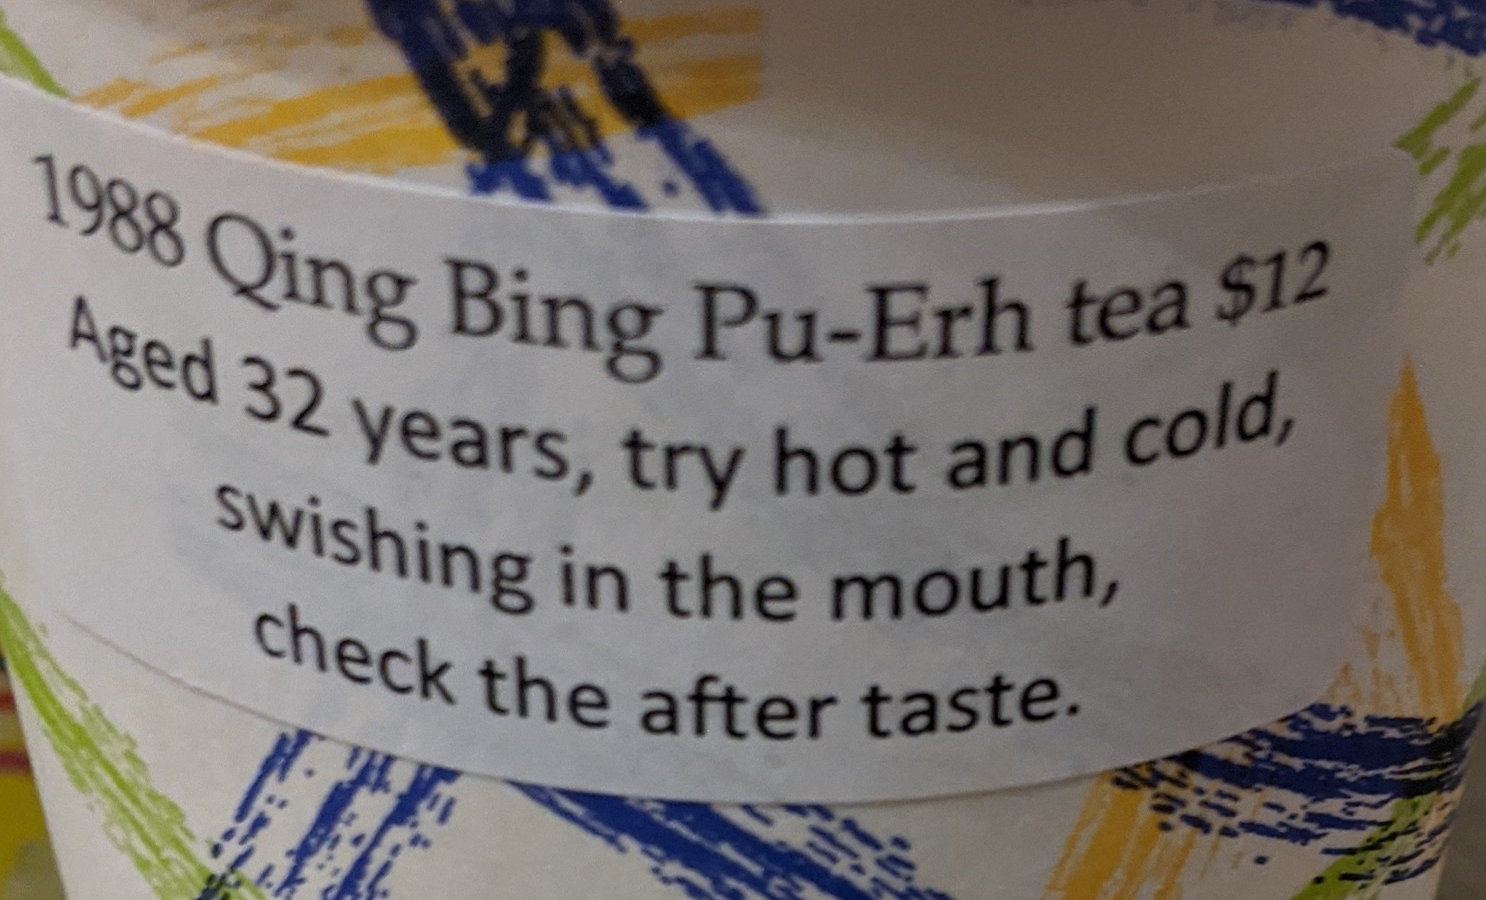 1988 Qing Bing Pu-Erh tea $12
Aged 32 years, try hot and cold,
swishing in the mouth,
check the after taste.